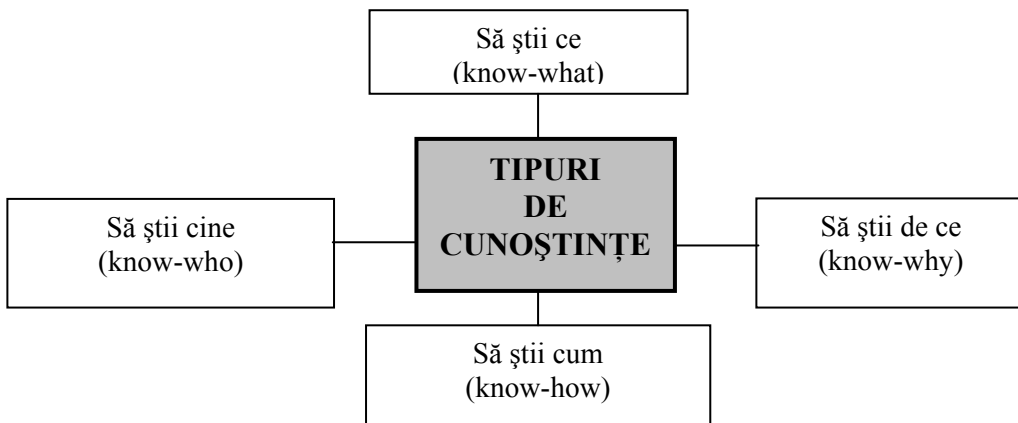 Să ştii ce
(know-what)
TIPURI
DE
CUNOŞTINȚE
Să ştii cine
(know-who)
Să ştii de ce
(know-why)
Să ştii cum
(know-how)